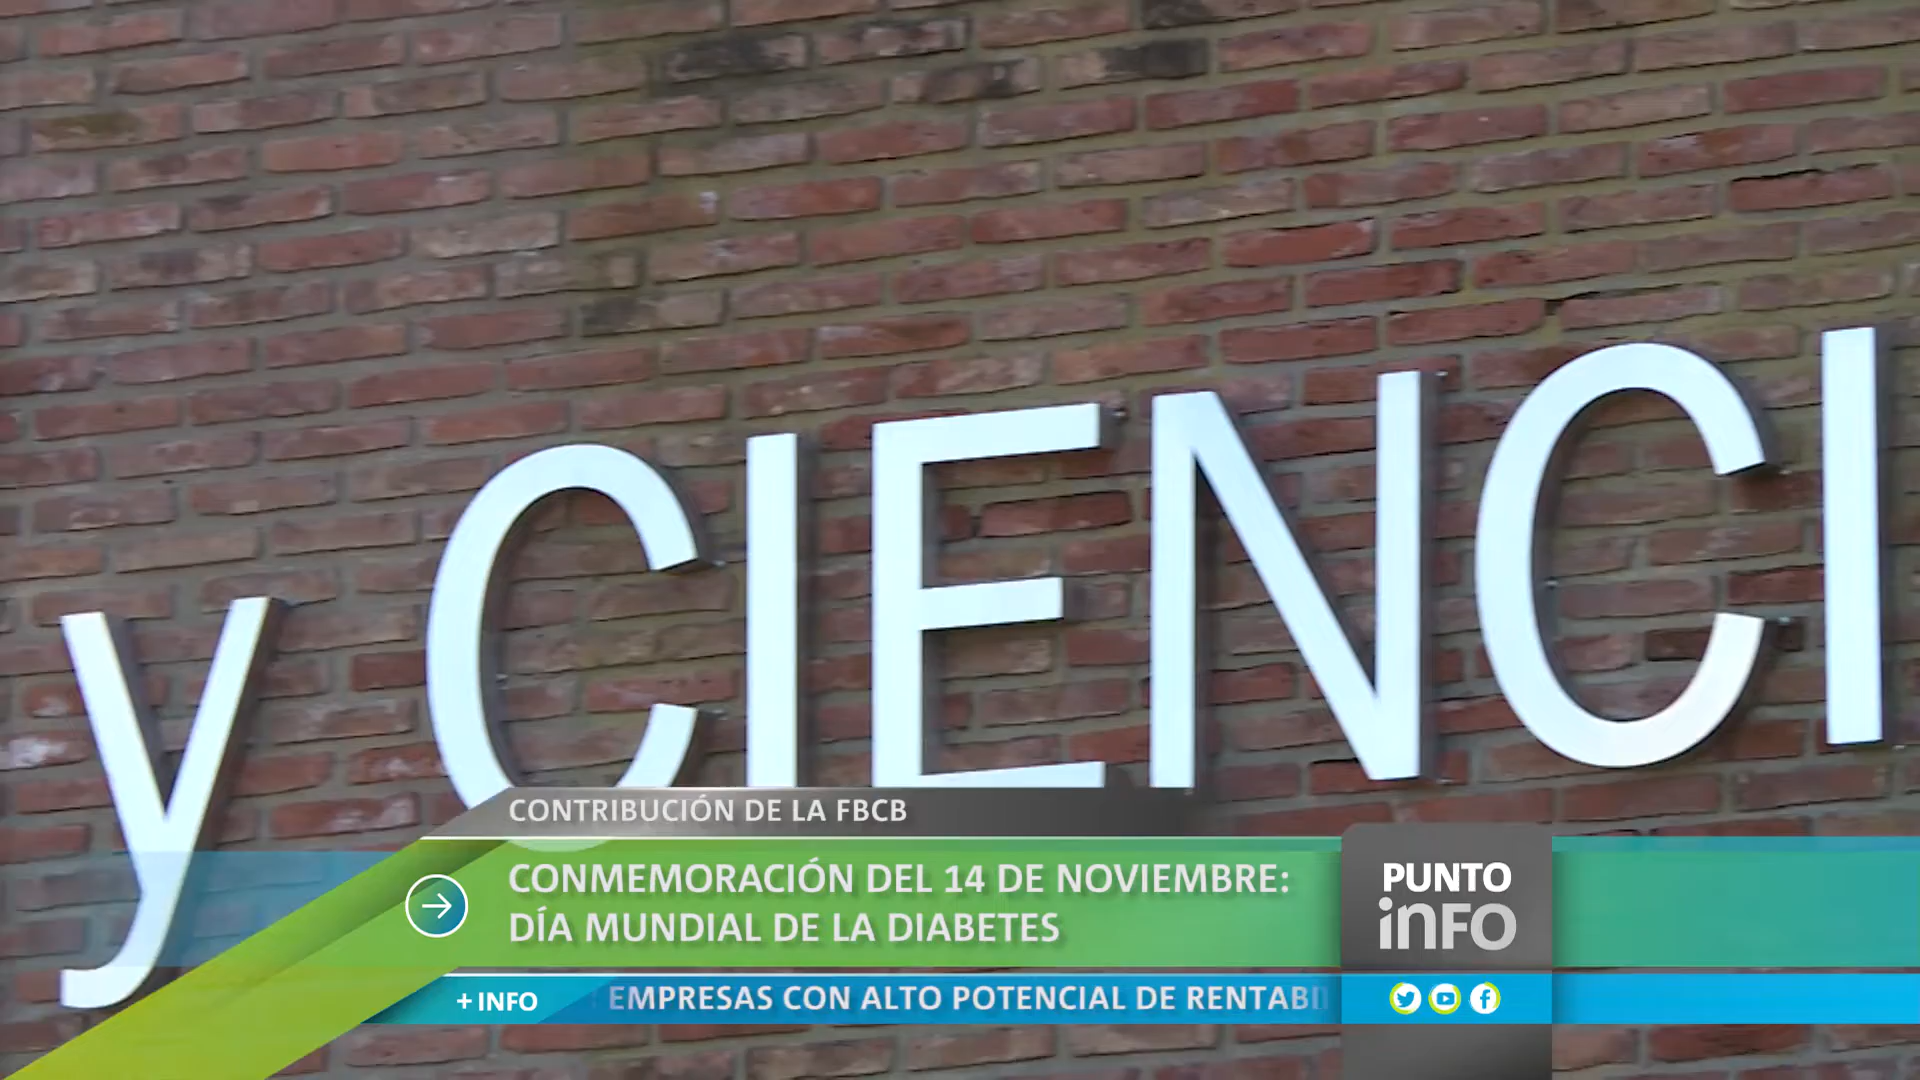 y CIENCI
CONTRIBUCIÓN DE LA FBCB
CONMEMORACIÓN DEL 14 DE NOVIEMBRE:
DÍA MUNDIAL DE LA DIABETES
PUNTO
inFO
+ INFO
EMPRESAS CON ALTO POTENCIAL DE RENTABI